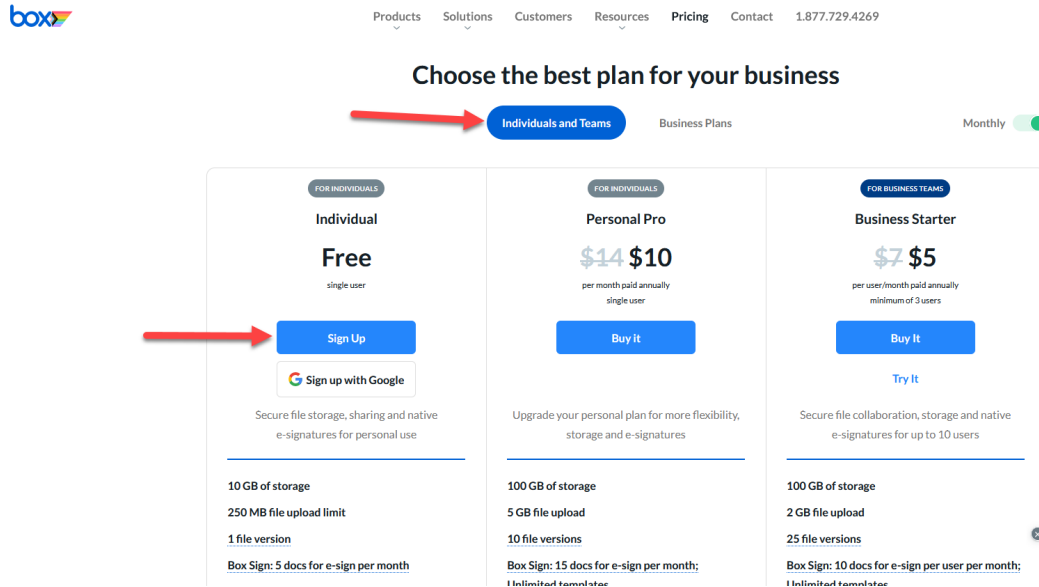 box
Products
Solutions
Customers
Resources
Pricing
Contact
1.877.729.4269
Choose the best plan for your business
Individuals and Teams
Business Plans
Monthly
FOR INDIVIDUALS
Individual
Free
single user
Sign Up
Sign up with Google
Secure file storage, sharing and native
e-signatures for personal use
10 GB of storage
250 MB file upload limit
1 file version
Box Sign: 5 docs for e-sign per month
FOR INDIVIDUALS
Personal Pro
$14 $10
per month paid annually
single user
Buy it
Upgrade your personal plan for more flexibility,
storage and e-signatures
100 GB of storage
5 GB file upload
10 file versions
Box Sign: 15 docs for e-sign per month;
Unlimited templates
FOR BUSINESS TEAMS
Business Starter
$7 $5
per user/month paid annually
minimum of 3 users
Buy It
Try It
Secure file collaboration, storage and native
e-signatures for up to 10 users
100 GB of storage
2 GB file upload
25 file versions
Box Sign: 10 docs for e-sign per user per month;
Unlimited templates